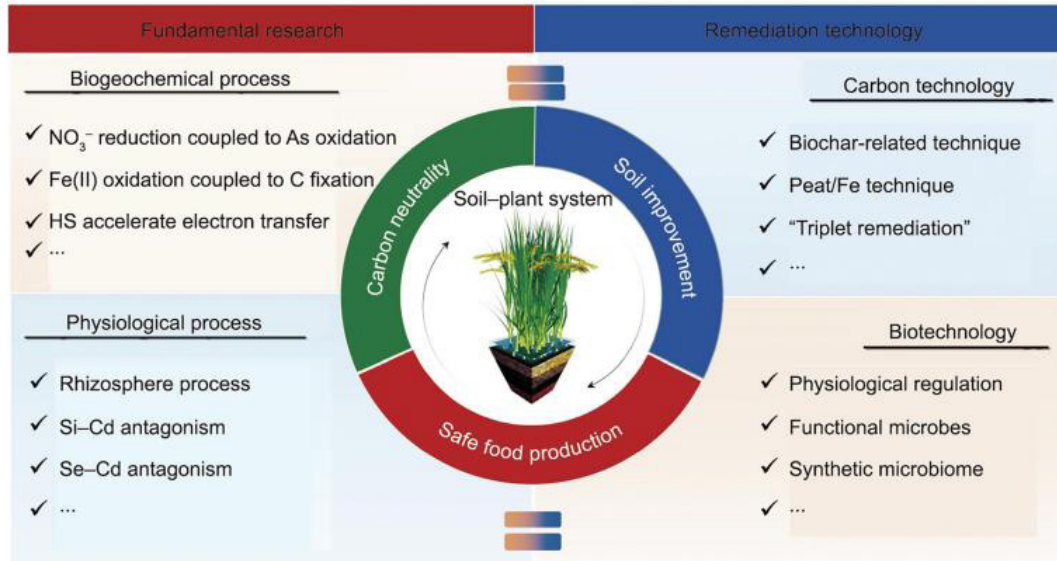 Fundamental research
Remediation technology
Biogeochemical process
✓ NO₃⁻ reduction coupled to As oxidation
✓ Fe(II) oxidation coupled to C fixation
✓ HS accelerate electron transfer
✓ ...
Physiological process
✓ Rhizosphere process
✓ Si–Cd antagonism
✓ Se–Cd antagonism
✓ ...
Carbon neutrality
Soil improvement
Safe food production
Soil–plant system
Carbon technology
✓ Biochar-related technique
✓ Peat/Fe technique
✓ “Triplet remediation”
✓ ...
Biotechnology
✓ Physiological regulation
✓ Functional microbes
✓ Synthetic microbiome
✓ ...